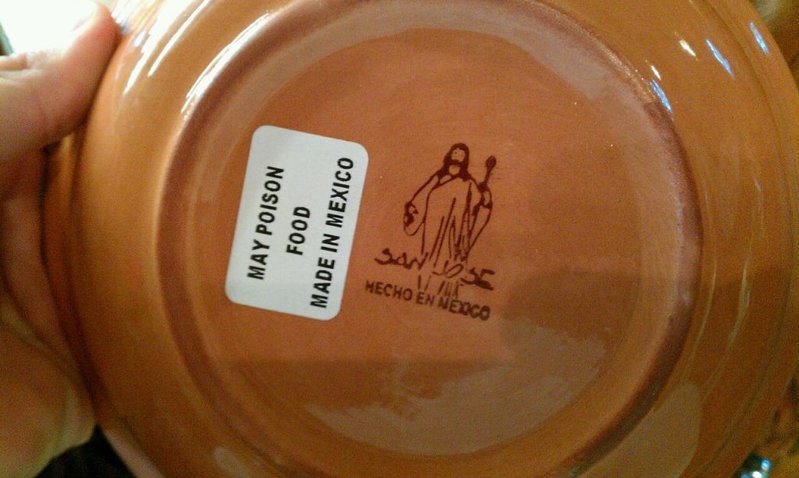 MAY POISON
FOOD
MADE IN MEXICO
SAN JOSE
HECHO EN MEXICO